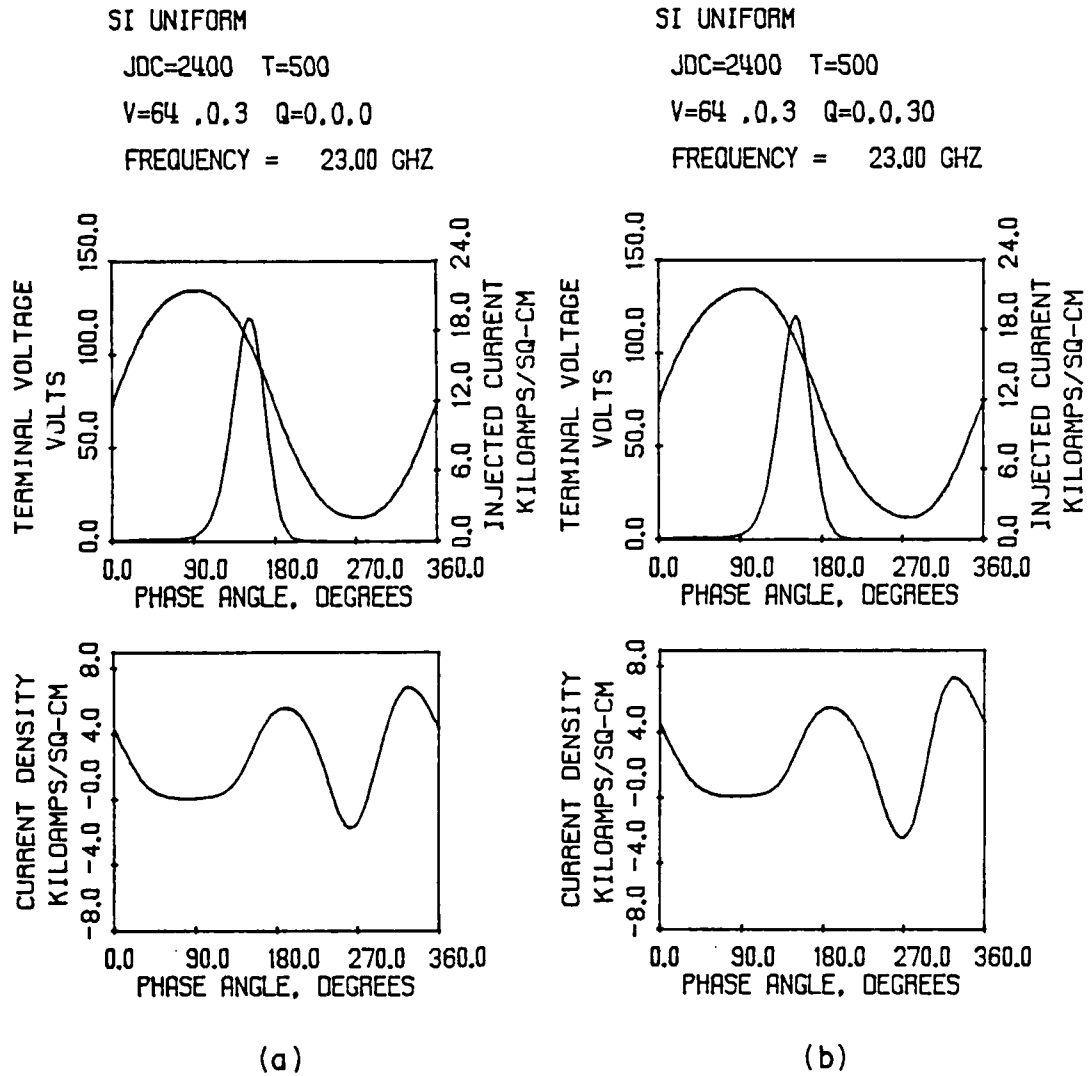 SI UNIFORM
JDC=2400 T=500
V=64 ,0.3 Q=0.0.0
FREQUENCY = 23.00 GHZ
TERMINAL VOLTAGE
VOLTS
150.0
100.0
50.0
0.0
24.0
18.0
12.0
6.0
0.0
INJECTED CURRENT
KILOAMPS/SQ-CM
0.0 90.0 180.0 270.0 360.0
PHASE ANGLE, DEGREES
CURRENT DENSITY
KILOAMPS/SQ-CM
8.0
4.0
-0.0
-4.0
-8.0
0.0 90.0 180.0 270.0 360.0
PHASE ANGLE, DEGREES
(a)
SI UNIFORM
JDC=2400 T=500
V=64 ,0.3 Q=0.0.30
FREQUENCY = 23.00 GHZ
TERMINAL VOLTAGE
VOLTS
150.0
100.0
50.0
0.0
24.0
18.0
12.0
6.0
0.0
INJECTED CURRENT
KILOAMPS/SQ-CM
0.0 90.0 180.0 270.0 360.0
PHASE ANGLE, DEGREES
CURRENT DENSITY
KILOAMPS/SQ-CM
8.0
4.0
-0.0
-4.0
-8.0
0.0 90.0 180.0 270.0 360.0
PHASE ANGLE, DEGREES
(b)